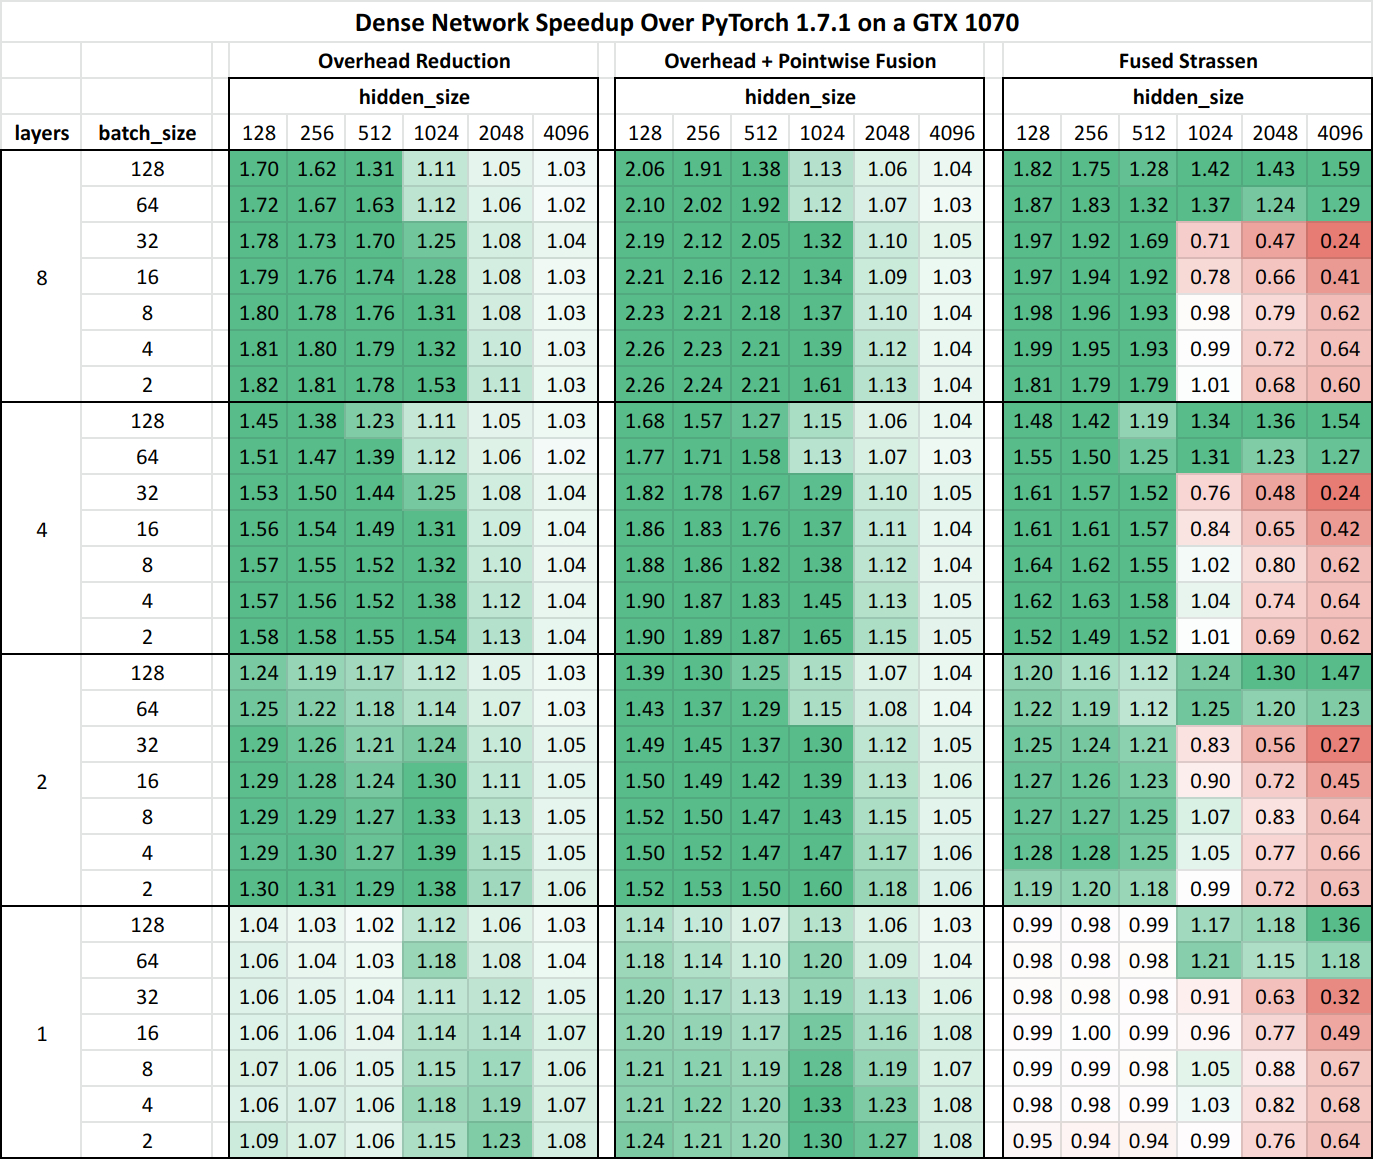 Dense Network Speedup Over PyTorch 1.7.1 on a GTX 1070
Overhead Reduction Overhead + Pointwise Fusion Fused Strassen
hidden_size hidden_size hidden_size
layers batch_size 128 256 512 1024 2048 4096 128 256 512 1024 2048 4096 128 256 512 1024 2048 4096
128 1.70 1.62 1.31 1.11 1.05 1.03 2.06 1.91 1.38 1.13 1.06 1.04 1.82 1.75 1.28 1.42 1.43 1.59
64 1.72 1.67 1.63 1.12 1.06 1.02 2.10 2.02 1.92 1.12 1.07 1.03 1.87 1.83 1.32 1.37 1.24 1.29
32 1.78 1.73 1.70 1.25 1.08 1.04 2.19 2.12 2.05 1.32 1.10 1.05 1.97 1.92 1.69 0.71 0.47 0.24
8 16 1.79 1.76 1.74 1.28 1.08 1.03 2.21 2.16 2.12 1.34 1.09 1.03 1.97 1.94 1.92 0.78 0.66 0.41
8 1.80 1.78 1.76 1.31 1.08 1.03 2.23 2.21 2.18 1.37 1.10 1.04 1.98 1.96 1.93 0.98 0.79 0.62
4 1.81 1.80 1.79 1.32 1.10 1.03 2.26 2.23 2.21 1.39 1.12 1.04 1.99 1.95 1.93 0.99 0.72 0.64
2 1.82 1.81 1.78 1.53 1.11 1.03 2.26 2.24 2.21 1.61 1.13 1.04 1.81 1.79 1.79 1.01 0.68 0.60
128 1.45 1.38 1.23 1.11 1.05 1.03 1.68 1.57 1.27 1.15 1.06 1.04 1.48 1.42 1.19 1.34 1.36 1.54
64 1.51 1.47 1.39 1.12 1.06 1.02 1.77 1.71 1.58 1.13 1.07 1.03 1.55 1.50 1.25 1.31 1.23 1.27
32 1.53 1.50 1.44 1.25 1.08 1.04 1.82 1.78 1.67 1.29 1.10 1.05 1.61 1.57 1.52 0.76 0.48 0.24
4 16 1.56 1.54 1.49 1.31 1.09 1.04 1.86 1.83 1.76 1.37 1.11 1.04 1.61 1.61 1.57 0.84 0.65 0.42
8 1.57 1.55 1.52 1.32 1.10 1.04 1.88 1.86 1.82 1.38 1.12 1.04 1.64 1.62 1.55 1.02 0.80 0.62
4 1.57 1.56 1.52 1.38 1.12 1.04 1.90 1.87 1.83 1.45 1.13 1.05 1.62 1.63 1.58 1.04 0.74 0.64
2 1.58 1.58 1.55 1.54 1.13 1.04 1.90 1.89 1.87 1.65 1.15 1.05 1.52 1.49 1.52 1.01 0.69 0.62
128 1.24 1.19 1.17 1.12 1.05 1.03 1.39 1.30 1.25 1.15 1.07 1.04 1.20 1.16 1.12 1.24 1.30 1.47
64 1.25 1.22 1.18 1.14 1.07 1.03 1.43 1.37 1.29 1.15 1.08 1.04 1.22 1.19 1.12 1.25 1.20 1.23
32 1.29 1.26 1.21 1.24 1.10 1.05 1.49 1.45 1.37 1.30 1.12 1.05 1.25 1.24 1.21 0.83 0.56 0.27
2 16 1.29 1.28 1.24 1.30 1.11 1.05 1.50 1.49 1.42 1.39 1.13 1.06 1.27 1.26 1.23 0.90 0.72 0.45
8 1.29 1.29 1.27 1.33 1.13 1.05 1.52 1.50 1.47 1.43 1.15 1.05 1.27 1.27 1.25 1.07 0.83 0.64
4 1.29 1.30 1.27 1.39 1.15 1.05 1.50 1.52 1.47 1.47 1.17 1.06 1.28 1.28 1.25 1.05 0.77 0.66
2 1.30 1.31 1.29 1.38 1.17 1.06 1.52 1.53 1.50 1.60 1.18 1.06 1.19 1.20 1.18 0.99 0.72 0.63
128 1.04 1.03 1.02 1.12 1.06 1.03 1.14 1.10 1.07 1.13 1.06 1.03 0.99 0.98 0.99 1.17 1.18 1.36
64 1.06 1.04 1.03 1.18 1.08 1.04 1.18 1.14 1.10 1.20 1.09 1.04 0.98 0.98 0.98 1.21 1.15 1.18
32 1.06 1.05 1.04 1.11 1.12 1.05 1.20 1.17 1.13 1.19 1.13 1.06 0.98 0.98 0.98 0.91 0.63 0.32
1 16 1.06 1.06 1.04 1.14 1.14 1.07 1.20 1.19 1.17 1.25 1.16 1.08 0.99 1.00 0.99 0.96 0.77 0.49
8 1.07 1.06 1.05 1.15 1.17 1.06 1.21 1.21 1.19 1.28 1.19 1.07 0.99 0.99 0.98 1.05 0.88 0.67
4 1.06 1.07 1.06 1.18 1.19 1.07 1.21 1.22 1.20 1.33 1.23 1.08 0.98 0.98 0.99 1.03 0.82 0.68
2 1.09 1.07 1.06 1.15 1.23 1.08 1.24 1.21 1.20 1.30 1.27 1.08 0.95 0.94 0.94 0.99 0.76 0.64